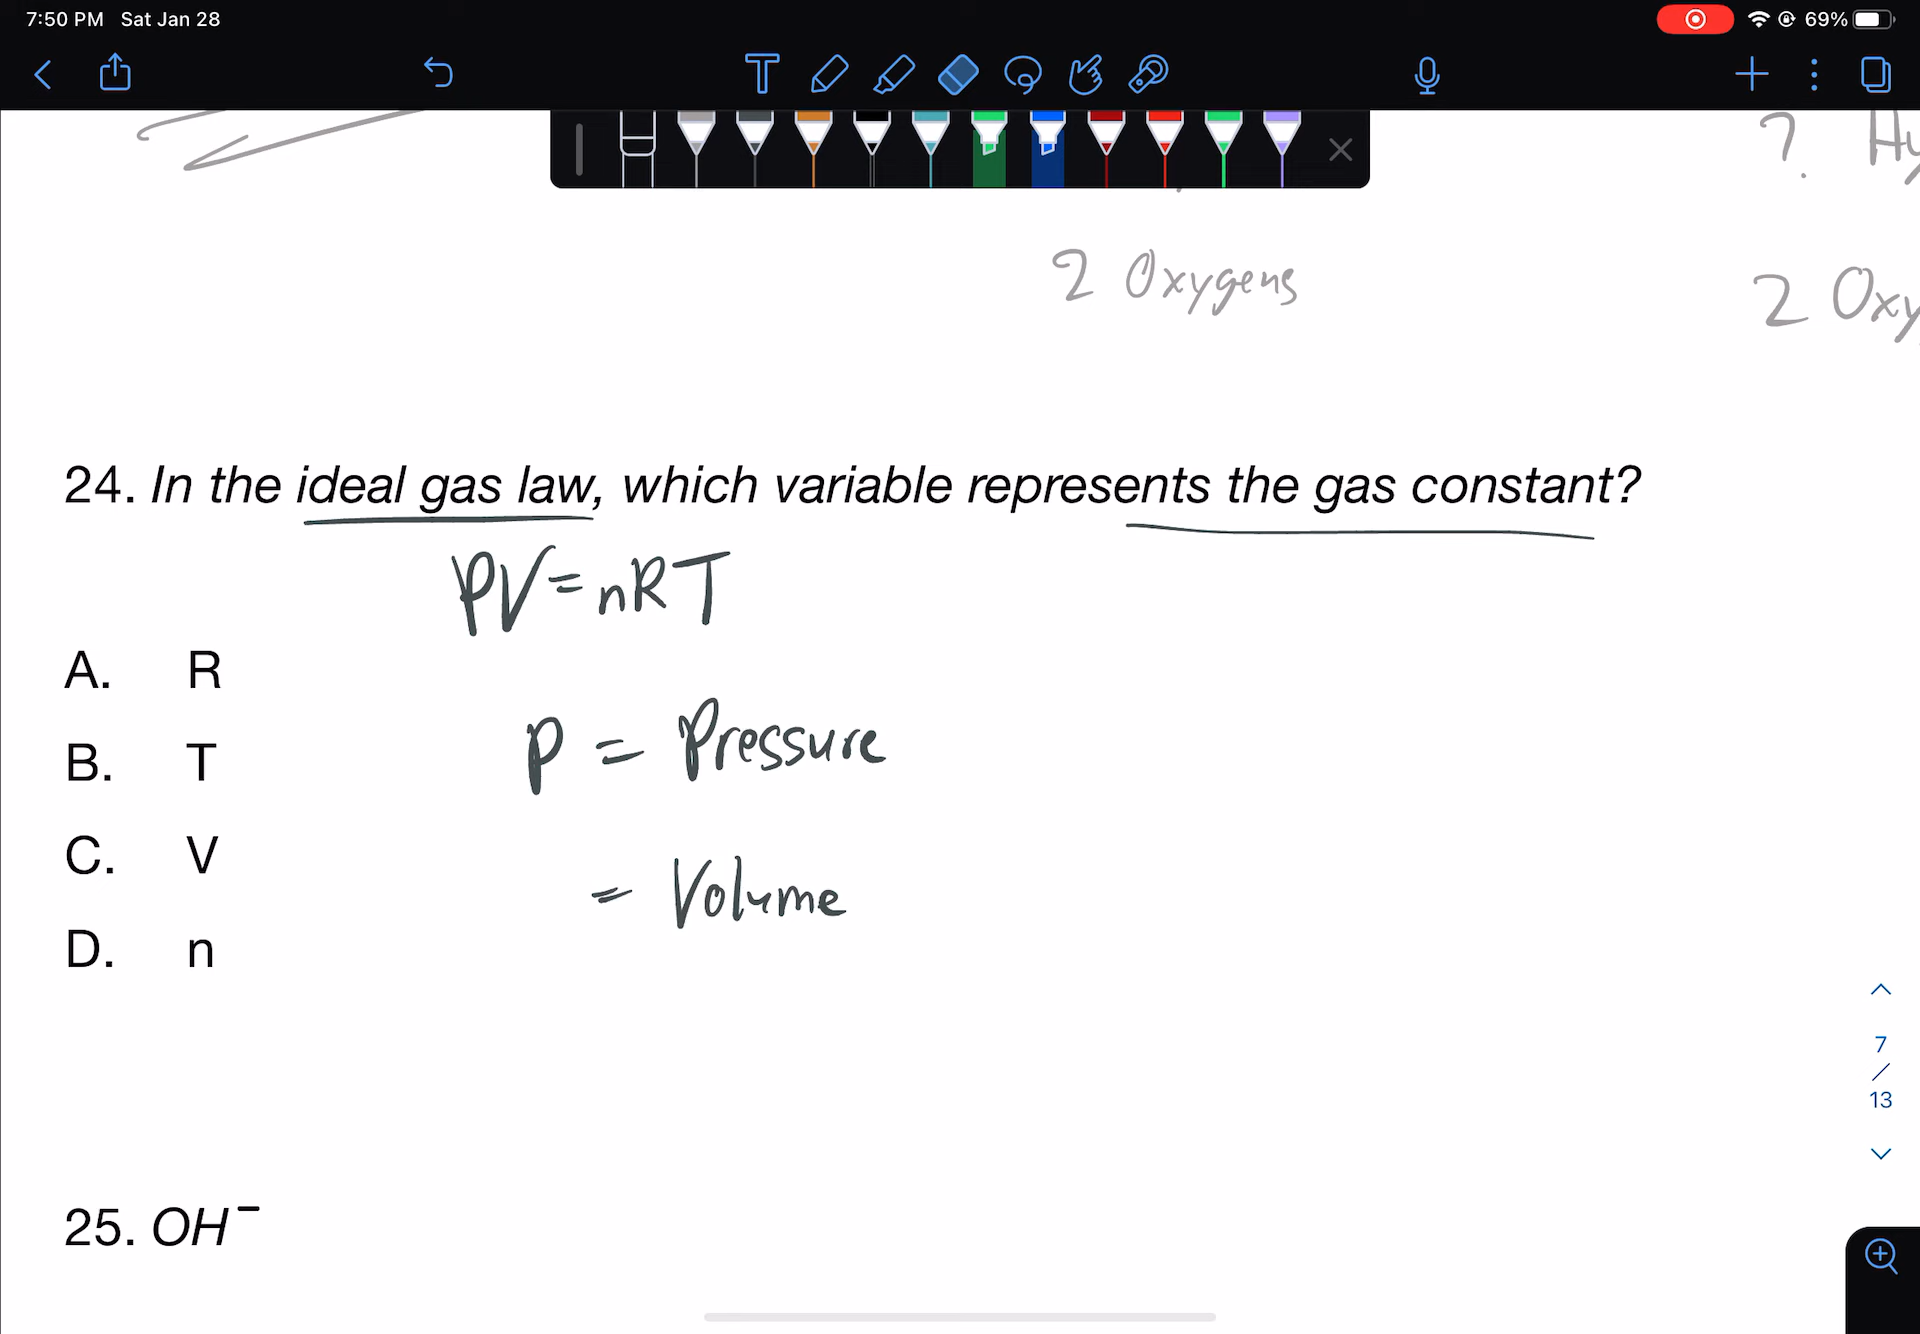 7:50 PM Sat Jan 28
69%
T
?
2 Oxygens
2
24. In the ideal gas law, which variable represents the gas constant?
PV=nRT
A. R
P = Pressure
B. T
C. V
= Volume
D. n
7
/
13
25. OH⁻